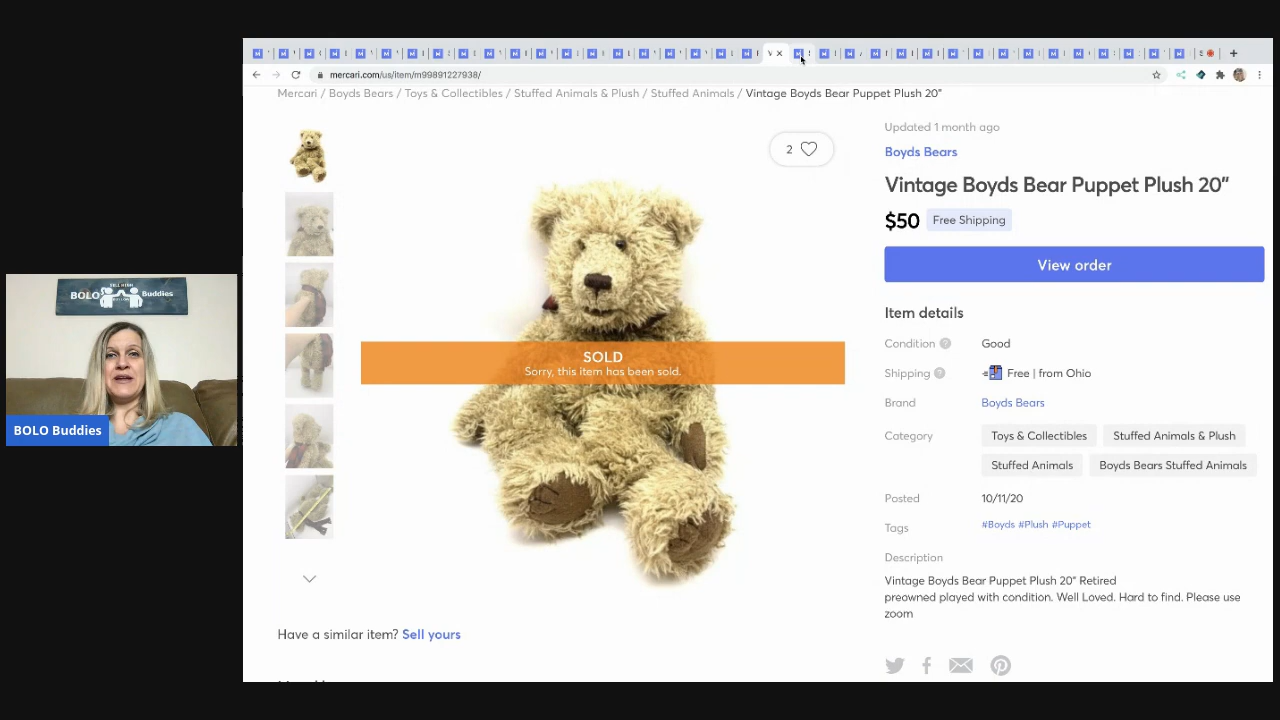 mercari.com/us/item/m99891227938/
Mercari / Boyds Bears / Toys & Collectibles / Stuffed Animals & Plush / Stuffed Animals / Vintage Boyds Bear Puppet Plush 20"
2
Updated 1 month ago
Boyds Bears
Vintage Boyds Bear Puppet Plush 20"
$50 Free Shipping
View order
SOLD
Sorry, this item has been sold.
Item details
Condition Good
Shipping Free | from Ohio
Brand Boyds Bears
Category Toys & Collectibles Stuffed Animals & Plush
Stuffed Animals Boyds Bears Stuffed Animals
Posted 10/11/20
Tags #Boyds #Plush #Puppet
Description
Vintage Boyds Bear Puppet Plush 20" Retired
preowned played with condition. Well Loved. Hard to find. Please use
zoom
Have a similar item? Sell yours
BOLO Buddies
BOLO Buddies